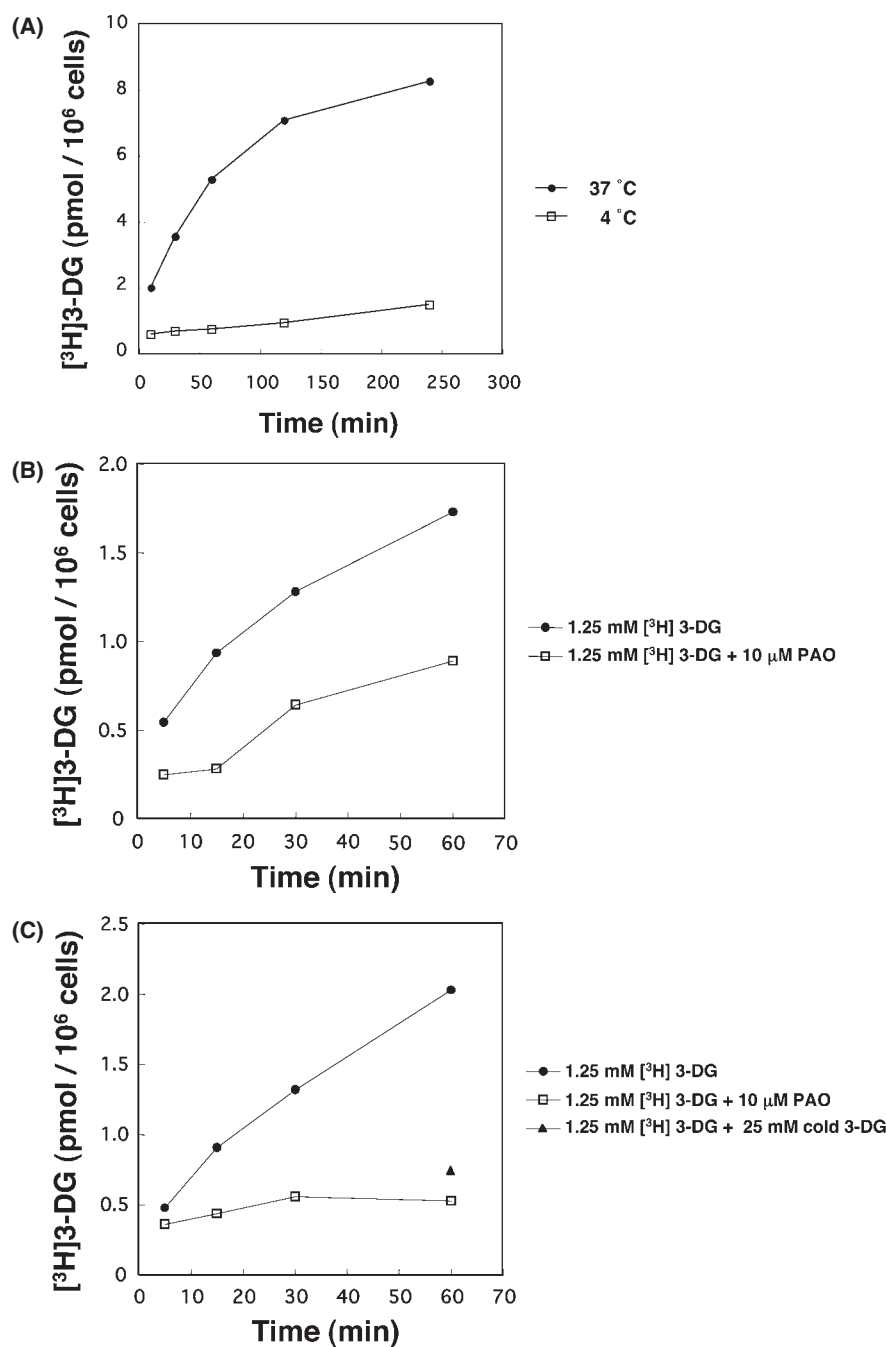 (A)
[³H]3-DG (pmol / 10⁶ cells)
10
8
6
4
2
0
0 50 100 150 200 250 300
Time (min)
37 °C
4 °C
(B)
[³H]3-DG (pmol / 10⁶ cells)
2.0
1.5
1.0
0.5
0
0 10 20 30 40 50 60 70
Time (min)
1.25 mM [³H] 3-DG
1.25 mM [³H] 3-DG + 10 µM PAO
(C)
[³H]3-DG (pmol / 10⁶ cells)
2.5
2.0
1.5
1.0
0.5
0
0 10 20 30 40 50 60 70
Time (min)
1.25 mM [³H] 3-DG
1.25 mM [³H] 3-DG + 10 µM PAO
1.25 mM [³H] 3-DG + 25 mM cold 3-DG